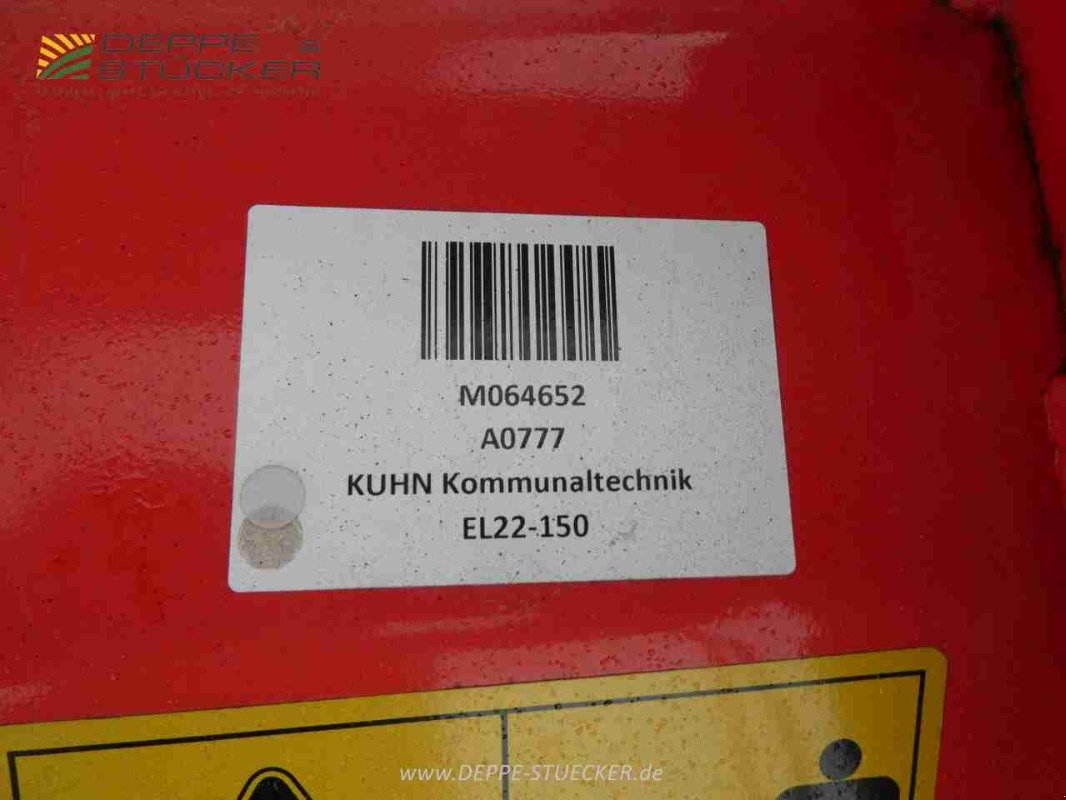 DEPPE &
STÜCKER
M064652
A0777
KUHN Kommunaltechnik
EL22-150
www.DEPPE-STUECKER.de